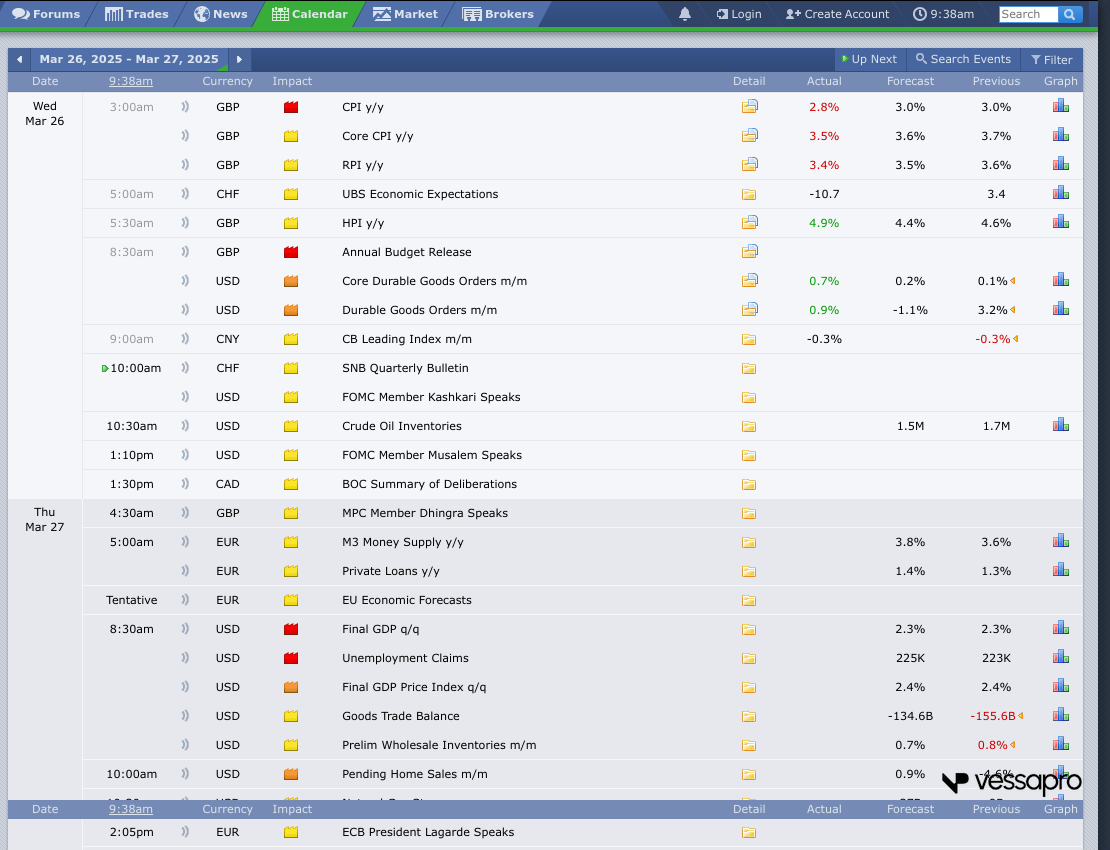 Forums Trades News Calendar Market Brokers Login Create Account 9:38am Search
Mar 26, 2025 - Mar 27, 2025 Up Next Search Events Filter
Date 9:38am Currency Impact Detail Actual Forecast Previous Graph
Wed 3:00am GBP CPI y/y 2.8% 3.0% 3.0%
Mar 26
GBP Core CPI y/y 3.5% 3.6% 3.7%
GBP RPI y/y 3.4% 3.5% 3.6%
5:00am CHF UBS Economic Expectations -10.7 3.4
5:30am GBP HPI y/y 4.9% 4.4% 4.6%
8:30am GBP Annual Budget Release
USD Core Durable Goods Orders m/m 0.7% 0.2% 0.1%
USD Durable Goods Orders m/m 0.9% -1.1% 3.2%
9:00am CNY CB Leading Index m/m -0.3% -0.3%
10:00am CHF SNB Quarterly Bulletin
USD FOMC Member Kashkari Speaks
10:30am USD Crude Oil Inventories 1.5M 1.7M
1:10pm USD FOMC Member Musalem Speaks
1:30pm CAD BOC Summary of Deliberations
Thu 4:30am GBP MPC Member Dhingra Speaks
Mar 27
5:00am EUR M3 Money Supply y/y 3.8% 3.6%
EUR Private Loans y/y 1.4% 1.3%
Tentative EUR EU Economic Forecasts
8:30am USD Final GDP q/q 2.3% 2.3%
USD Unemployment Claims 225K 223K
USD Final GDP Price Index q/q 2.4% 2.4%
USD Goods Trade Balance -134.6B -155.6B
USD Prelim Wholesale Inventories m/m 0.7% 0.8%
10:00am USD Pending Home Sales m/m 0.9% -4.6%
vessapro
Date 9:38am Currency Impact Detail Actual Forecast Previous Graph
2:05pm EUR ECB President Lagarde Speaks